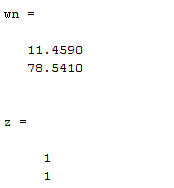 wn =
11.4590
78.5410
z =
1
1